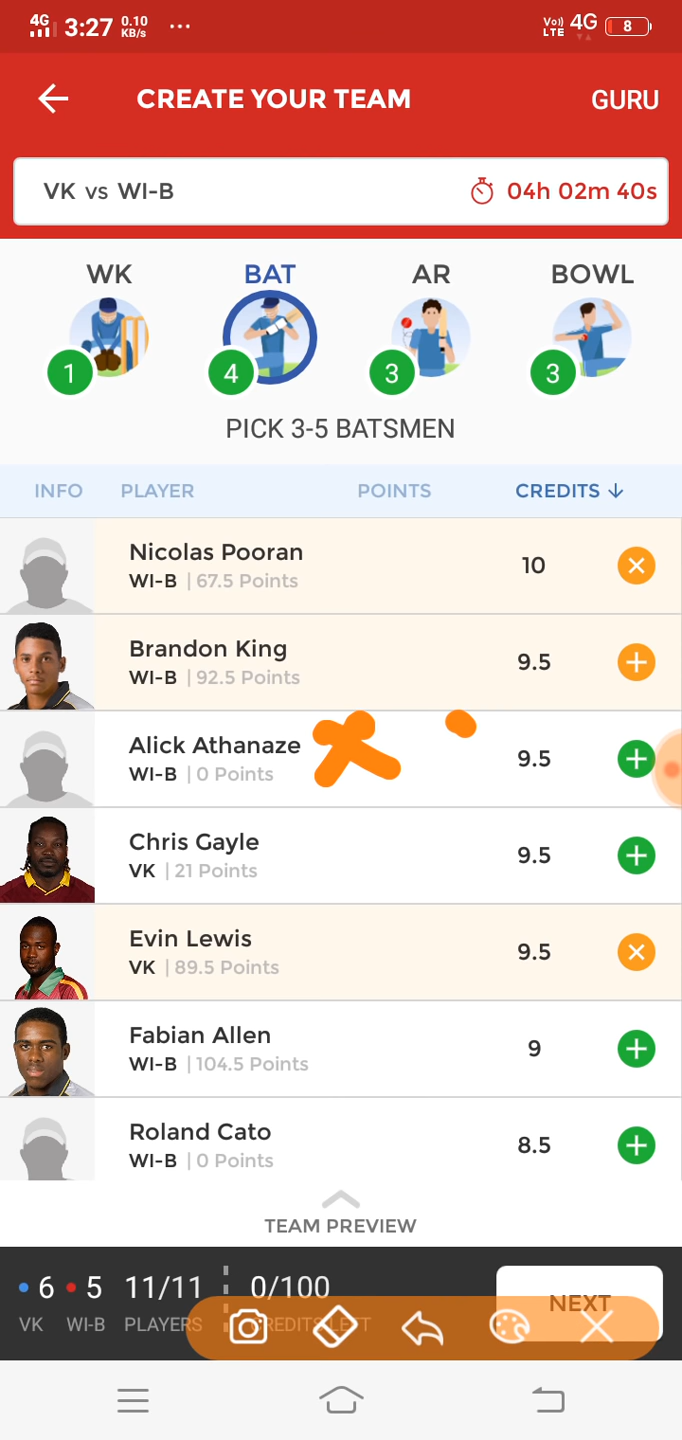 4G 3:27 0.10 KB/s ... Vo)) LTE 4G 8
CREATE YOUR TEAM GURU
VK vs WI-B 04h 02m 40s
WK BAT AR BOWL
1 4 3 3
PICK 3-5 BATSMEN
INFO PLAYER POINTS CREDITS ↓
Nicolas Pooran
WI-B | 67.5 Points 10
Brandon King
WI-B | 92.5 Points 9.5
Alick Athanaze
WI-B | 0 Points 9.5
Chris Gayle
VK | 21 Points 9.5
Evin Lewis
VK | 89.5 Points 9.5
Fabian Allen
WI-B | 104.5 Points 9
Roland Cato
WI-B | 0 Points 8.5
TEAM PREVIEW
6 5 11/11 0/100 NEXT
VK WI-B PLAYERS CREDITS LEFT